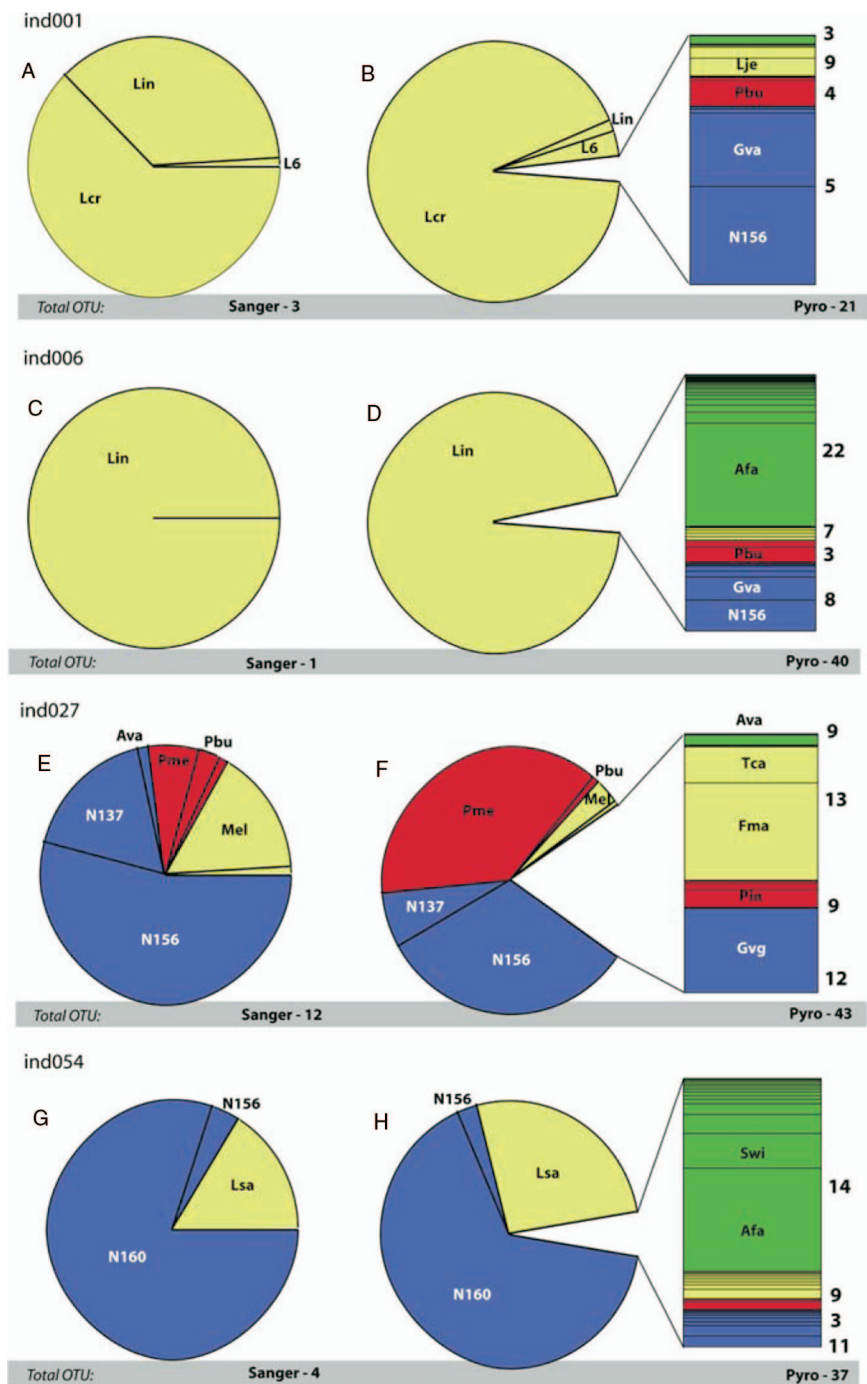 ind001
A
B
Lin
L6
Lcr
Lin
L6
Lcr
3
Lje
9
Pbu
4
Gva
5
N156
Total OTU: Sanger - 3 Pyro - 21
ind006
C
D
Lin
Lin
22
Afa
7
Pbu
3
Gva
8
N156
Total OTU: Sanger - 1 Pyro - 40
ind027
E
F
Ava
Pme
Pbu
N137
Mel
N156
Pbu
Mel
Pme
N137
N156
Ava
9
Tca
13
Fma
Pin
9
Gvg
12
Total OTU: Sanger - 12 Pyro - 43
ind054
G
H
N156
Lsa
N160
N156
Lsa
N160
Swi
14
Afa
9
3
11
Total OTU: Sanger - 4 Pyro - 37